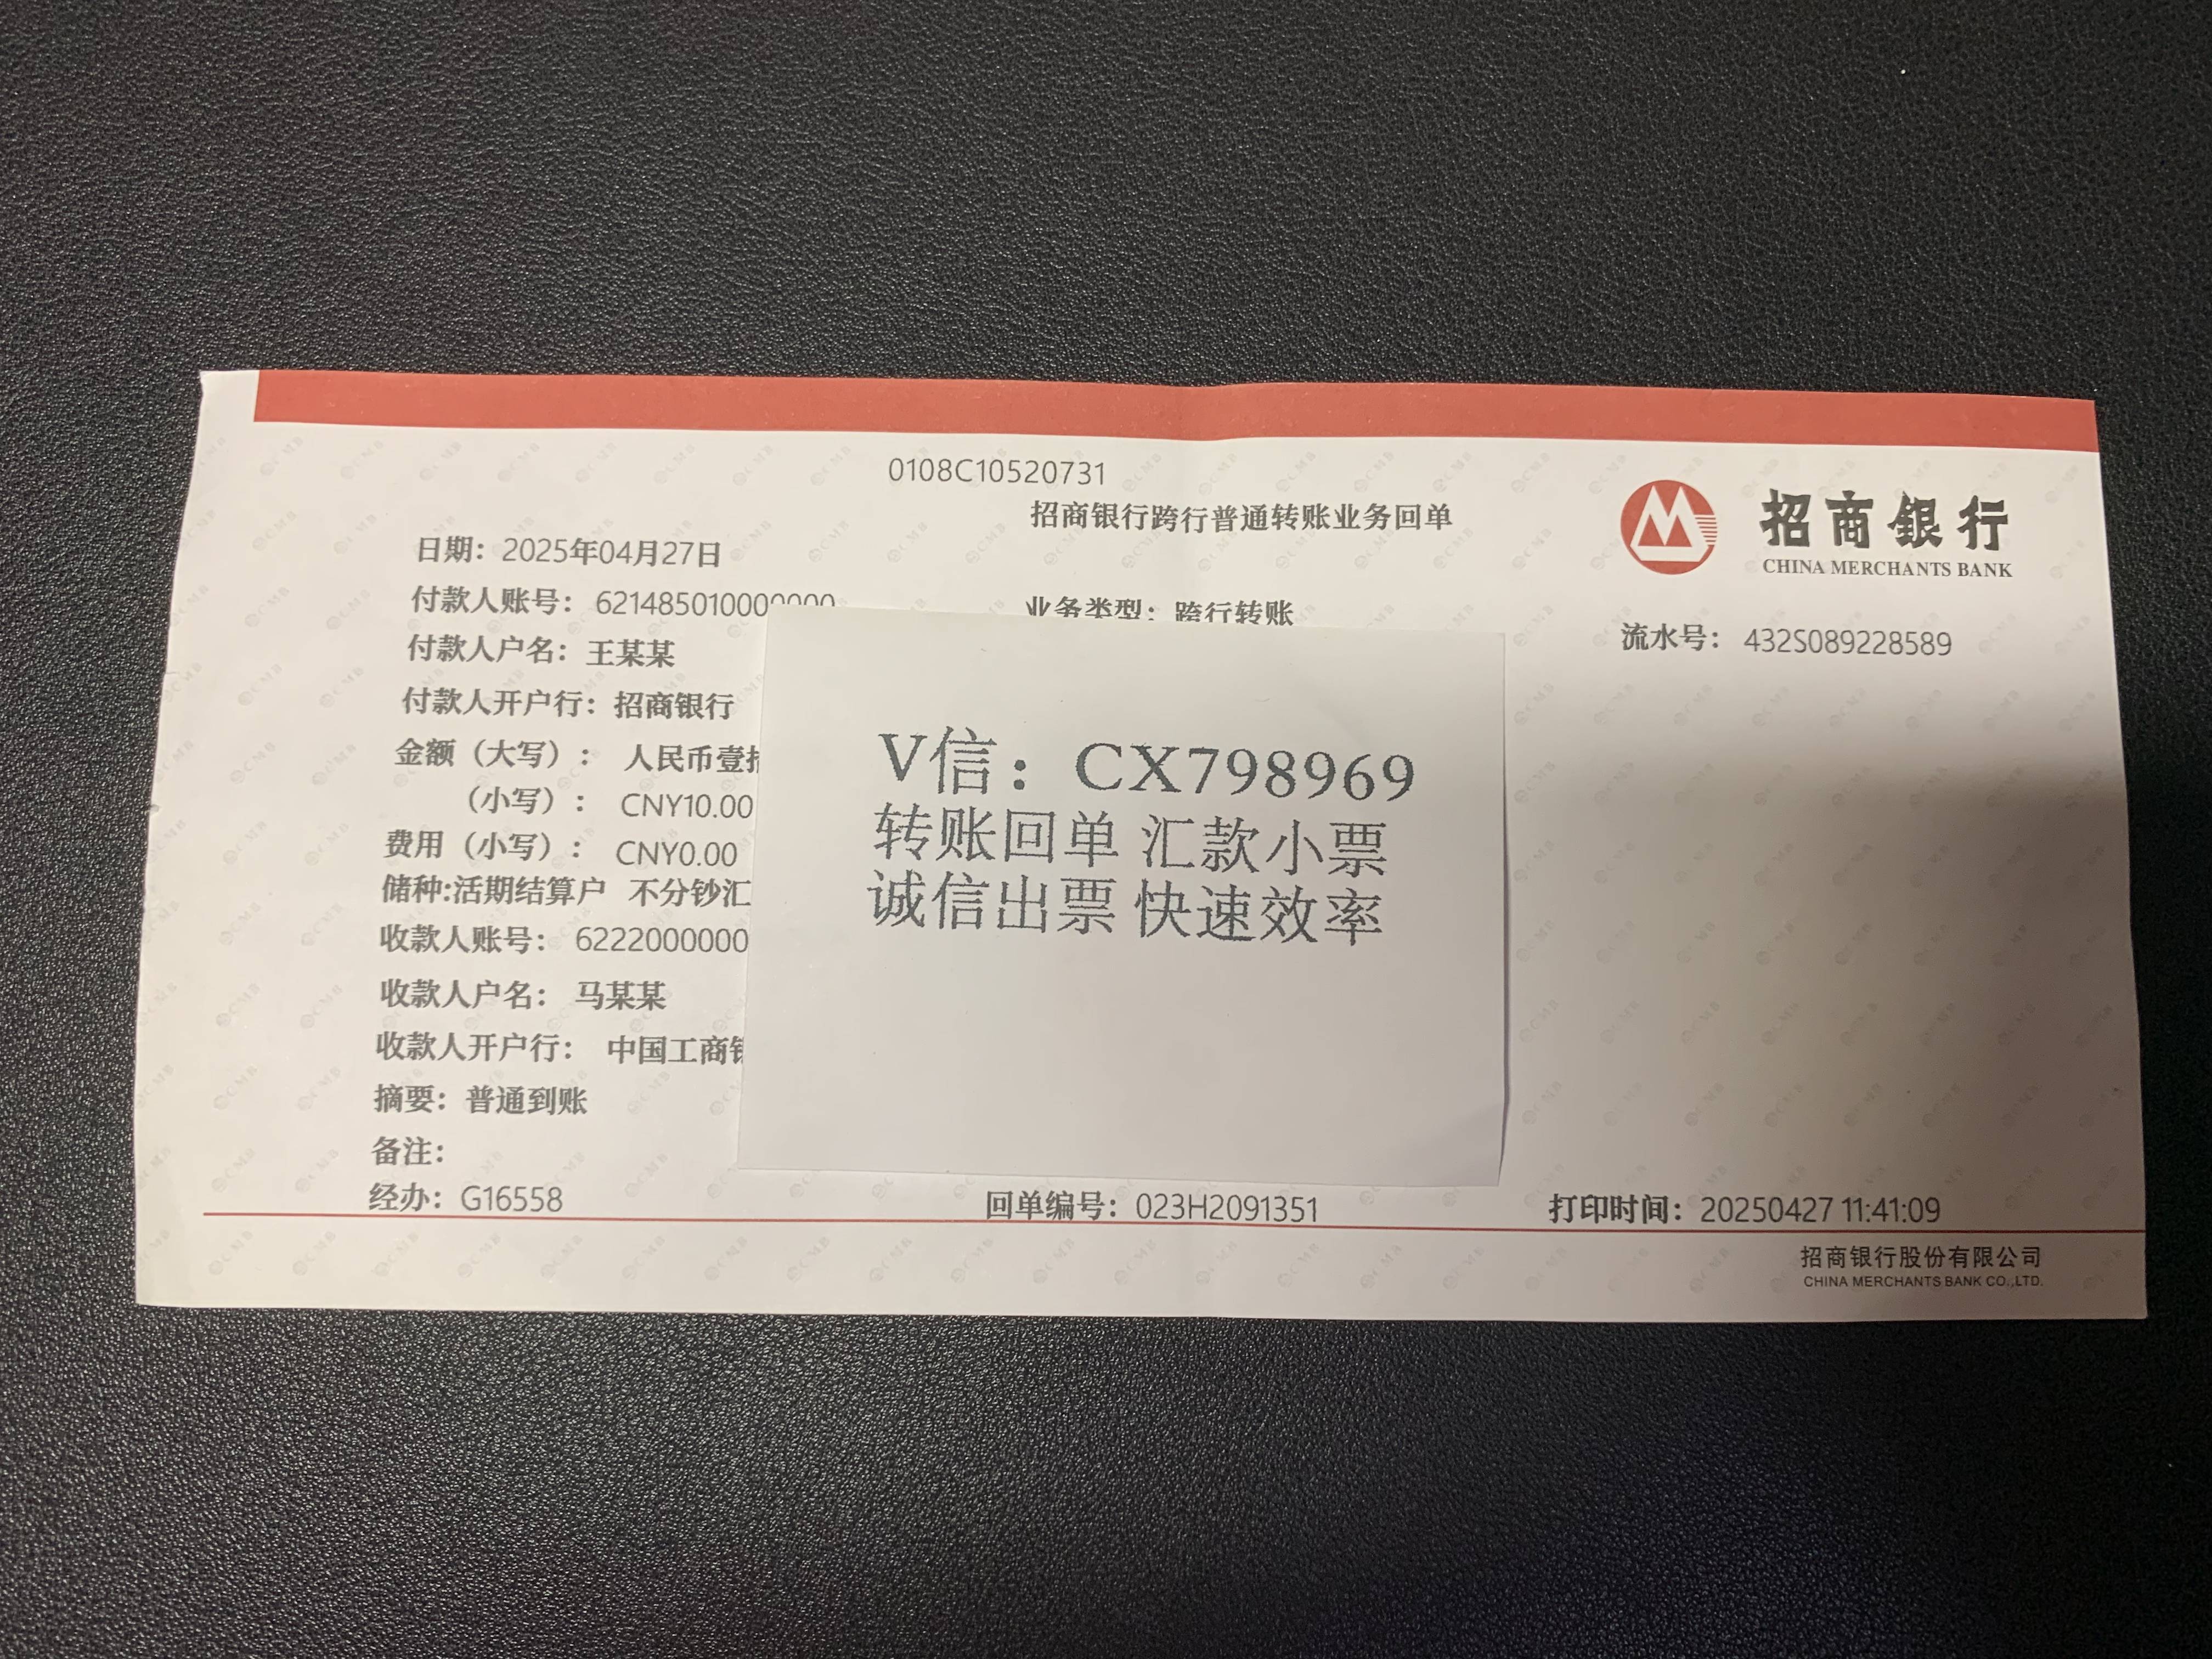 0108C10520731
招商银行跨行普通转账业务回单
招商银行
CHINA MERCHANTS BANK
日期：2025年04月27日
付款人账号：621485010000000
业务类型：跨行转账
流水号：432S089228589
付款人户名：王某某
付款人开户行：招商银行
金额（大写）：人民币壹
（小写）：CNY10.00
费用（小写）：CNY0.00
储种:活期结算户 不分钞汇
收款人账号：6222000000
收款人户名：马某某
收款人开户行：中国工商
摘要：普通到账
备注：
经办：G16558
回单编号：023H2091351
打印时间：20250427 11:41:09
招商银行股份有限公司
CHINA MERCHANTS BANK CO.,LTD.
V信：CX798969
转账回单 汇款小票
诚信出票 快速效率
CMB